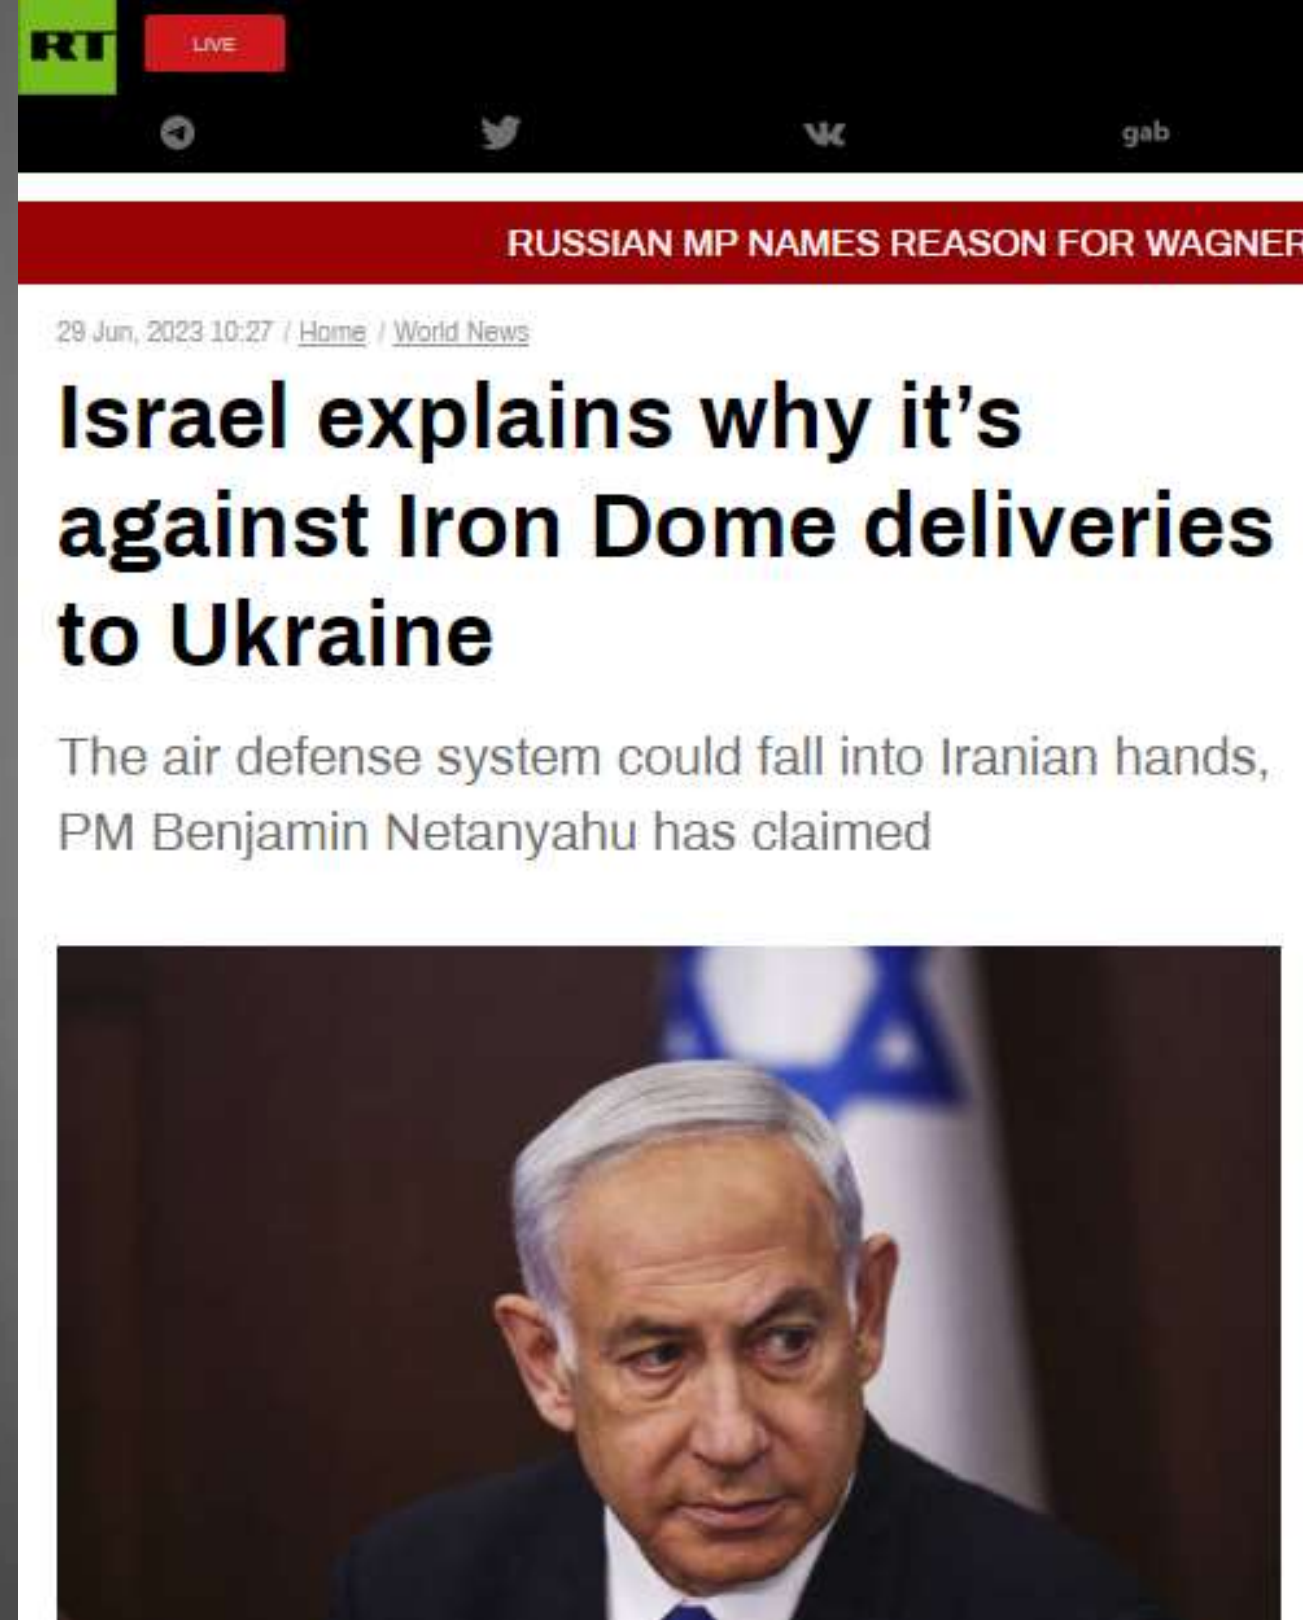 RT
LIVE
gab
RUSSIAN MP NAMES REASON FOR WAGNER
29 Jun, 2023 10:27 / Home / World News
Israel explains why it's
against Iron Dome deliveries
to Ukraine
The air defense system could fall into Iranian hands,
PM Benjamin Netanyahu has claimed